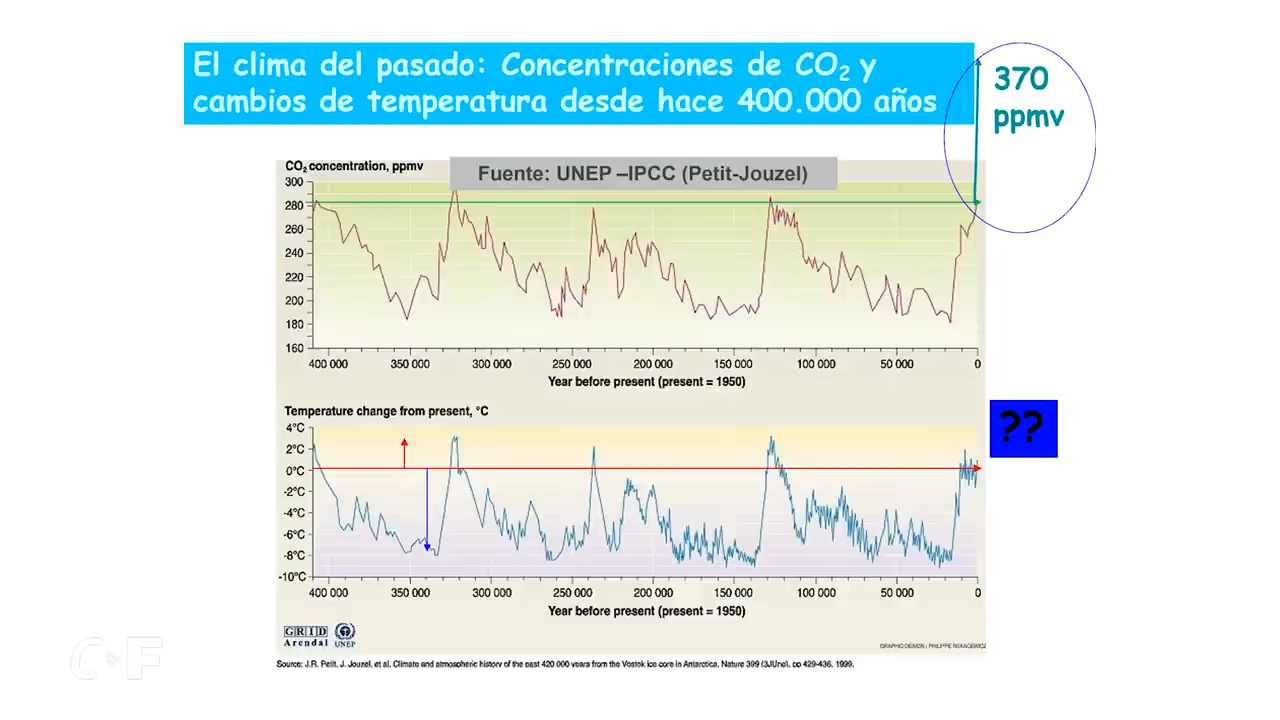 El clima del pasado: Concentraciones de CO₂ y
cambios de temperatura desde hace 400.000 años
370
ppmv
CO₂ concentration, ppmv
Fuente: UNEP –IPCC (Petit-Jouzel)
300
280
260
240
220
200
180
160
400 000 350 000 300 000 250 000 200 000 150 000 100 000 50 000 0
Year before present (present = 1950)
Temperature change from present, °C
4°C
2°C
0°C
-2°C
-4°C
-6°C
-8°C
-10°C
??
400 000 350 000 300 000 250 000 200 000 150 000 100 000 50 000 0
Year before present (present = 1950)
GRID
Arendal UNEP
GRAPHIC DESIGN : PHILIPPE REKACEWICZ
Source: J.R. Petit, J. Jouzel, et al. Climate and atmospheric history of the past 420 000 years from the Vostok ice core in Antarctica, Nature 399 (3JUne), pp 429-436, 1999.
CF